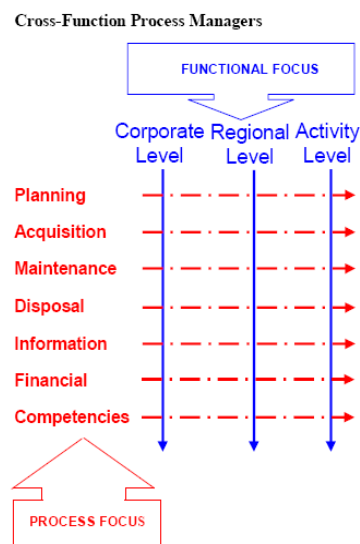 Cross-Function Process Managers
FUNCTIONAL FOCUS
Corporate Regional Activity
Level Level Level
Planning
Acquisition
Maintenance
Disposal
Information
Financial
Competencies
PROCESS FOCUS